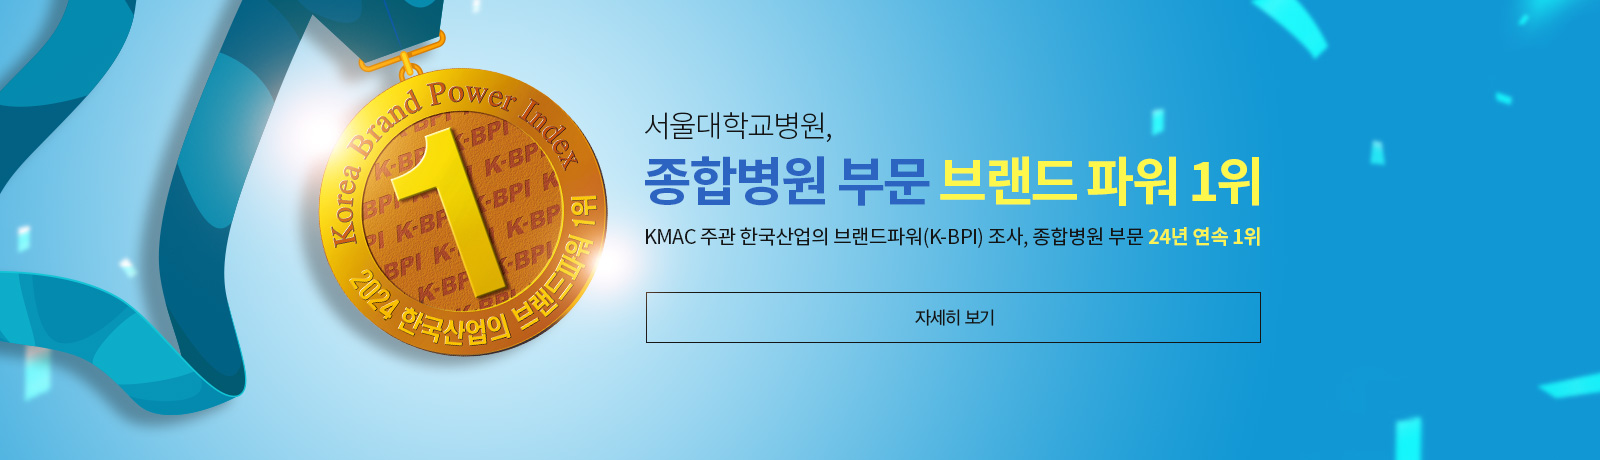 Korea Brand Power Index
1
K-BPI
2024 한국산업의 브랜드파워 1위
서울대학교병원,
종합병원 부문 브랜드 파워 1위
KMAC 주관 한국산업의 브랜드파워(K-BPI) 조사, 종합병원 부문 24년 연속 1위
자세히 보기